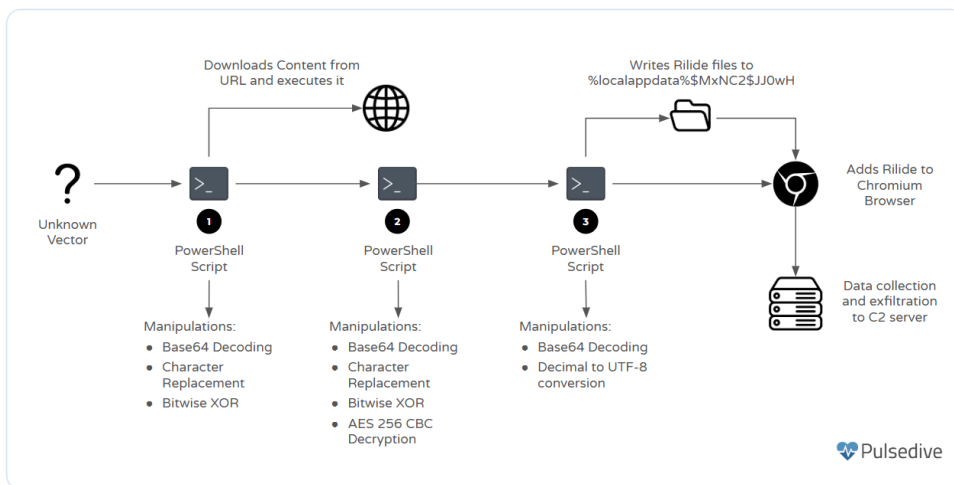 Downloads Content from
URL and executes it
Writes Rilide files to
%localappdata%$MxNC2$JJ0wH
?
Unknown
Vector
>_
1
PowerShell
Script
>_
2
PowerShell
Script
>_
3
PowerShell
Script
Adds Rilide to
Chromium
Browser
Data collection
and exfiltration
to C2 server
Manipulations:
• Base64 Decoding
• Character
Replacement
• Bitwise XOR
Manipulations:
• Base64 Decoding
• Character
Replacement
• Bitwise XOR
• AES 256 CBC
Decryption
Manipulations:
• Base64 Decoding
• Decimal to UTF-8
conversion
Pulsedive